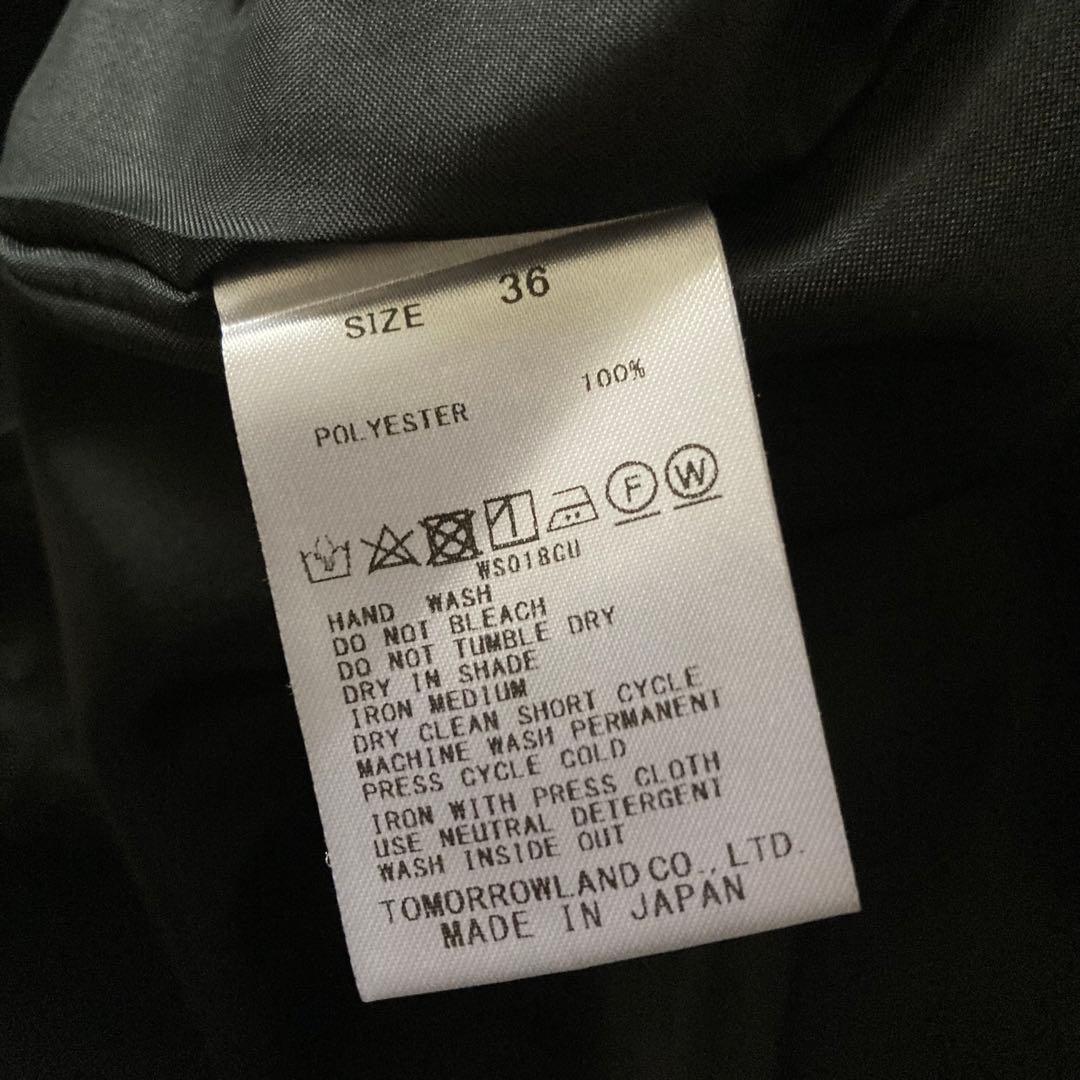 SIZE 36
POLYESTER 100%
F W
WS018GU
HAND WASH
DO NOT BLEACH
DO NOT TUMBLE DRY
DRY IN SHADE
IRON MEDIUM
DRY CLEAN SHORT CYCLE
MACHINE WASH PERMANENT
PRESS CYCLE COLD
IRON WITH PRESS CLOTH
USE NEUTRAL DETERGENT
WASH INSIDE OUT
TOMORROWLAND CO., LTD.
MADE IN JAPAN